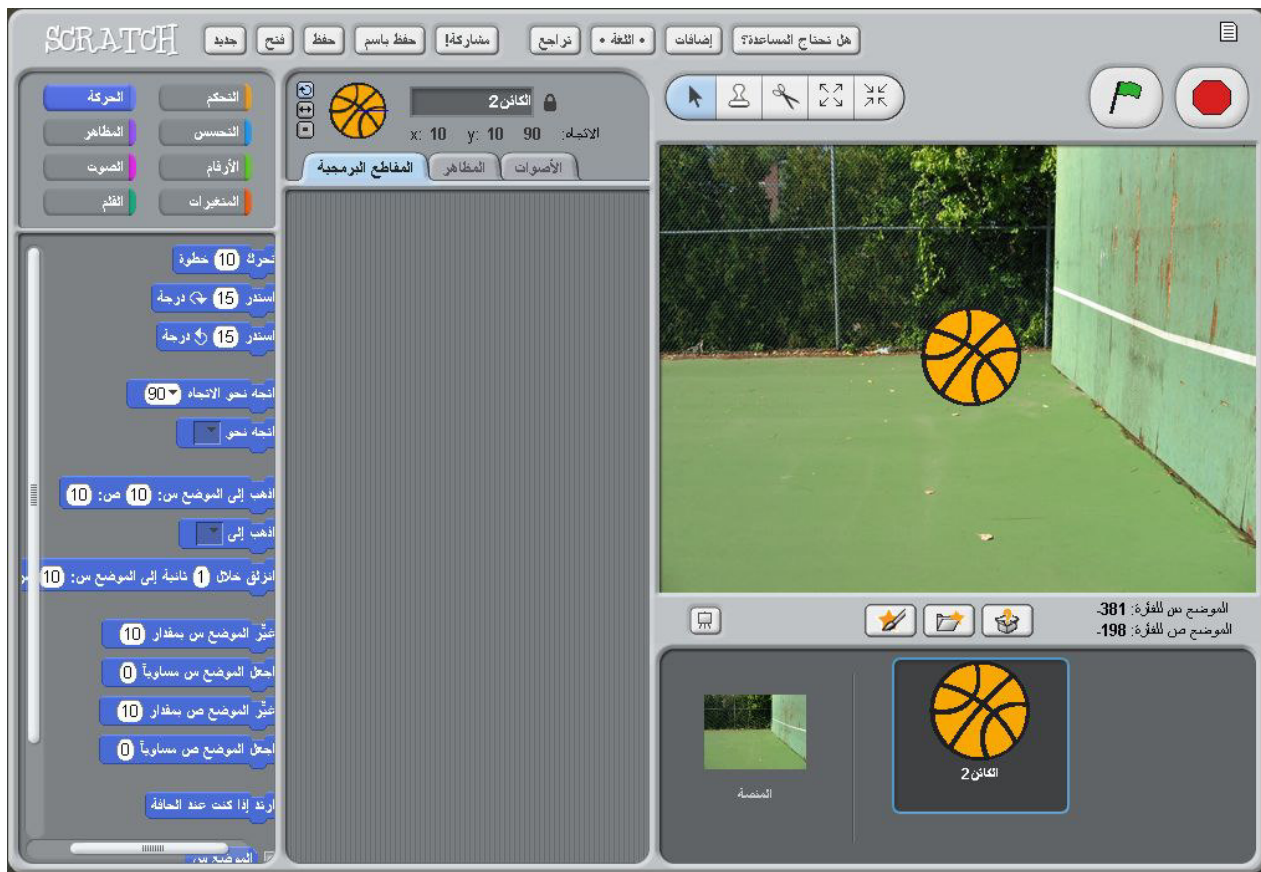 SCRATCH
جديد
فتح
حفظ
حفظ باسم
مشاركة!
تراجع
• اللغة •
إضافات
هل تحتاج المساعدة؟
الحركة
التحكم
المظاهر
التحسس
الصوت
الأرقام
القلم
المتغيرات
تحرك 10 خطوة
استدر 15 درجة
استدر 15 درجة
اتجه نحو الاتجاه 90
اتجه نحو
اذهب إلى الموضع س: 10 ص: 10
اذهب إلى
انزلق خلال 1 ثانية إلى الموضع س: 10
غيّر الموضع س بمقدار 10
اجعل الموضع س مساوياً 0
غيّر الموضع ص بمقدار 10
اجعل الموضع ص مساوياً 0
ارتد إذا كنت عند الحافة
الموضع س
الكائن2
x: 10 y: 10 90 الاتجاه:
المقاطع البرمجية
المظاهر
الأصوات
الموضع س للفأرة: 381-
الموضع ص للفأرة: 198-
المنصة
الكائن2